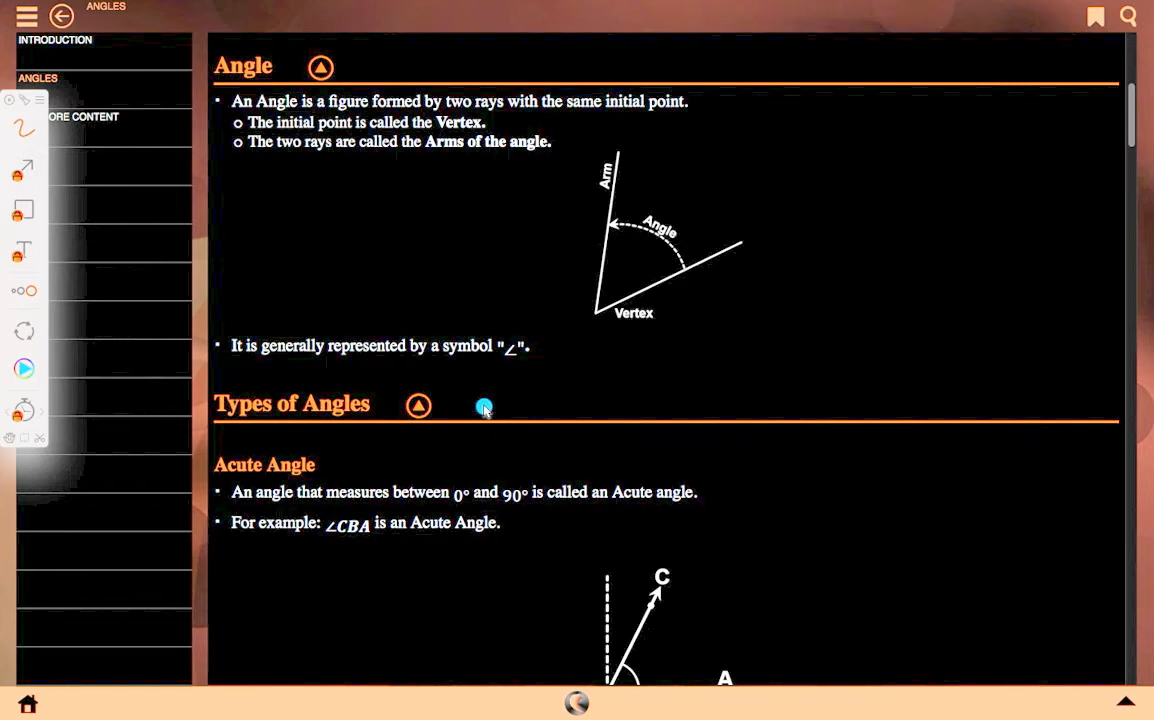 ANGLES
INTRODUCTION
ANGLES
ORE CONTENT
Angle
▪ An Angle is a figure formed by two rays with the same initial point.
o The initial point is called the Vertex.
o The two rays are called the Arms of the angle.
Arm
Angle
Vertex
▪ It is generally represented by a symbol "∠".
Types of Angles
Acute Angle
▪ An angle that measures between 0° and 90° is called an Acute angle.
▪ For example: ∠CBA is an Acute Angle.
C
A